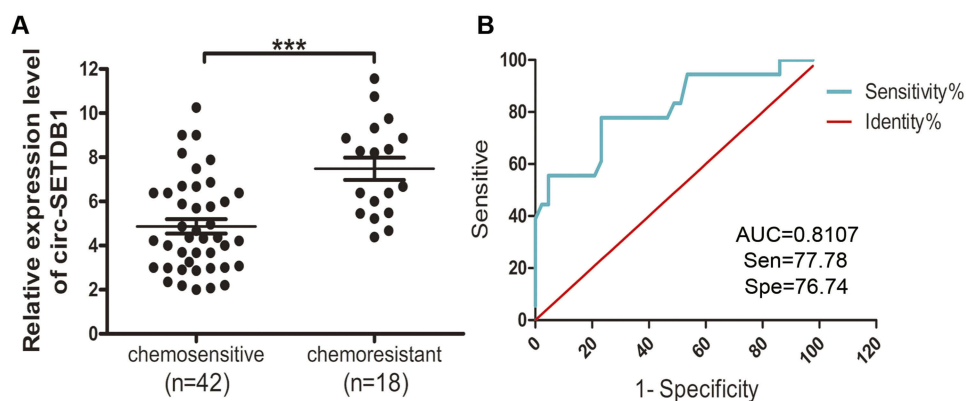 A
Relative expression level
of circ-SETDB1
***
12
10
8
6
4
2
0
chemosensitive
(n=42)
chemoresistant
(n=18)
B
Sensitive
100
80
60
40
20
0
Sensitivity%
Identity%
AUC=0.8107
Sen=77.78
Spe=76.74
0 20 40 60 80 100 120
1- Specificity